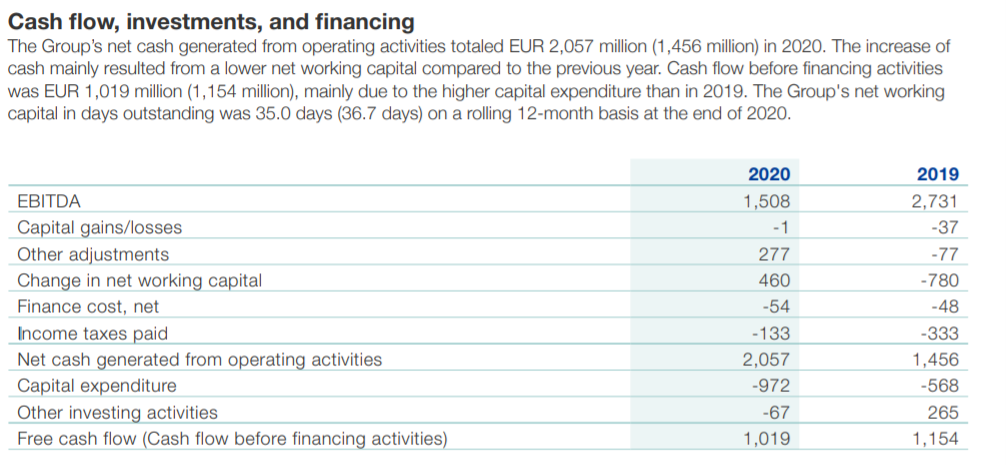 Cash flow, investments, and financing
The Group's net cash generated from operating activities totaled EUR 2,057 million (1,456 million) in 2020. The increase of
cash mainly resulted from a lower net working capital compared to the previous year. Cash flow before financing activities
was EUR 1,019 million (1,154 million), mainly due to the higher capital expenditure than in 2019. The Group's net working
capital in days outstanding was 35.0 days (36.7 days) on a rolling 12-month basis at the end of 2020.
2020 2019
EBITDA 1,508 2,731
Capital gains/losses -1 -37
Other adjustments 277 -77
Change in net working capital 460 -780
Finance cost, net -54 -48
Income taxes paid -133 -333
Net cash generated from operating activities 2,057 1,456
Capital expenditure -972 -568
Other investing activities -67 265
Free cash flow (Cash flow before financing activities) 1,019 1,154